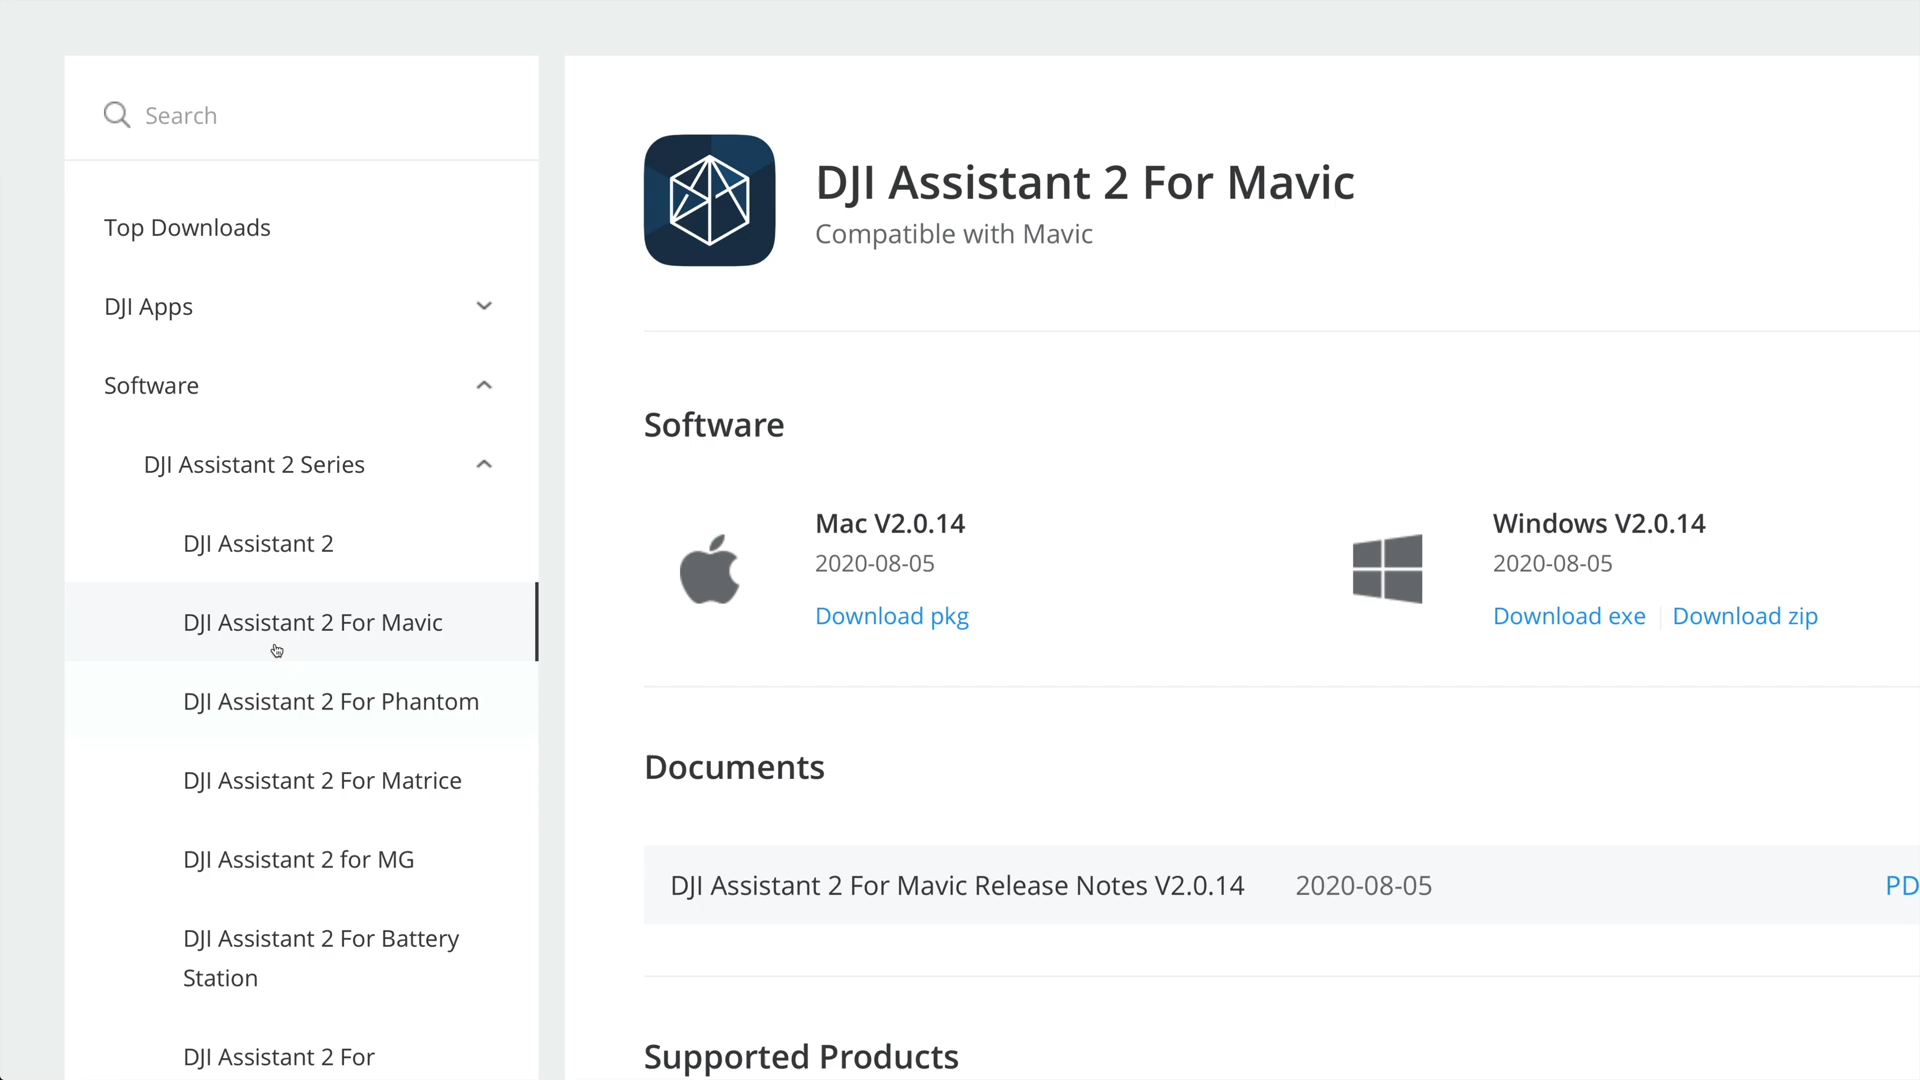 Search
Top Downloads
DJI Apps
Software
DJI Assistant 2 Series
DJI Assistant 2
DJI Assistant 2 For Mavic
DJI Assistant 2 For Phantom
DJI Assistant 2 For Matrice
DJI Assistant 2 for MG
DJI Assistant 2 For Battery
Station
DJI Assistant 2 For
DJI Assistant 2 For Mavic
Compatible with Mavic
Software
Mac V2.0.14
2020-08-05
Download pkg
Windows V2.0.14
2020-08-05
Download exe Download zip
Documents
DJI Assistant 2 For Mavic Release Notes V2.0.14 2020-08-05 PD
Supported Products